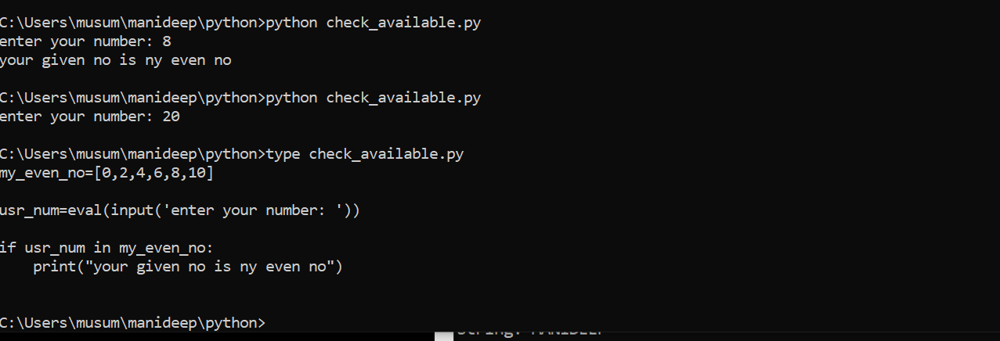 C:\Users\musum\manideep\python>python check_available.py
enter your number: 8
your given no is ny even no
C:\Users\musum\manideep\python>python check_available.py
enter your number: 20
C:\Users\musum\manideep\python>type check_available.py
my_even_no=[0,2,4,6,8,10]
usr_num=eval(input('enter your number: '))
if usr_num in my_even_no:
    print("your given no is ny even no")
C:\Users\musum\manideep\python>
String: MANIDEEP